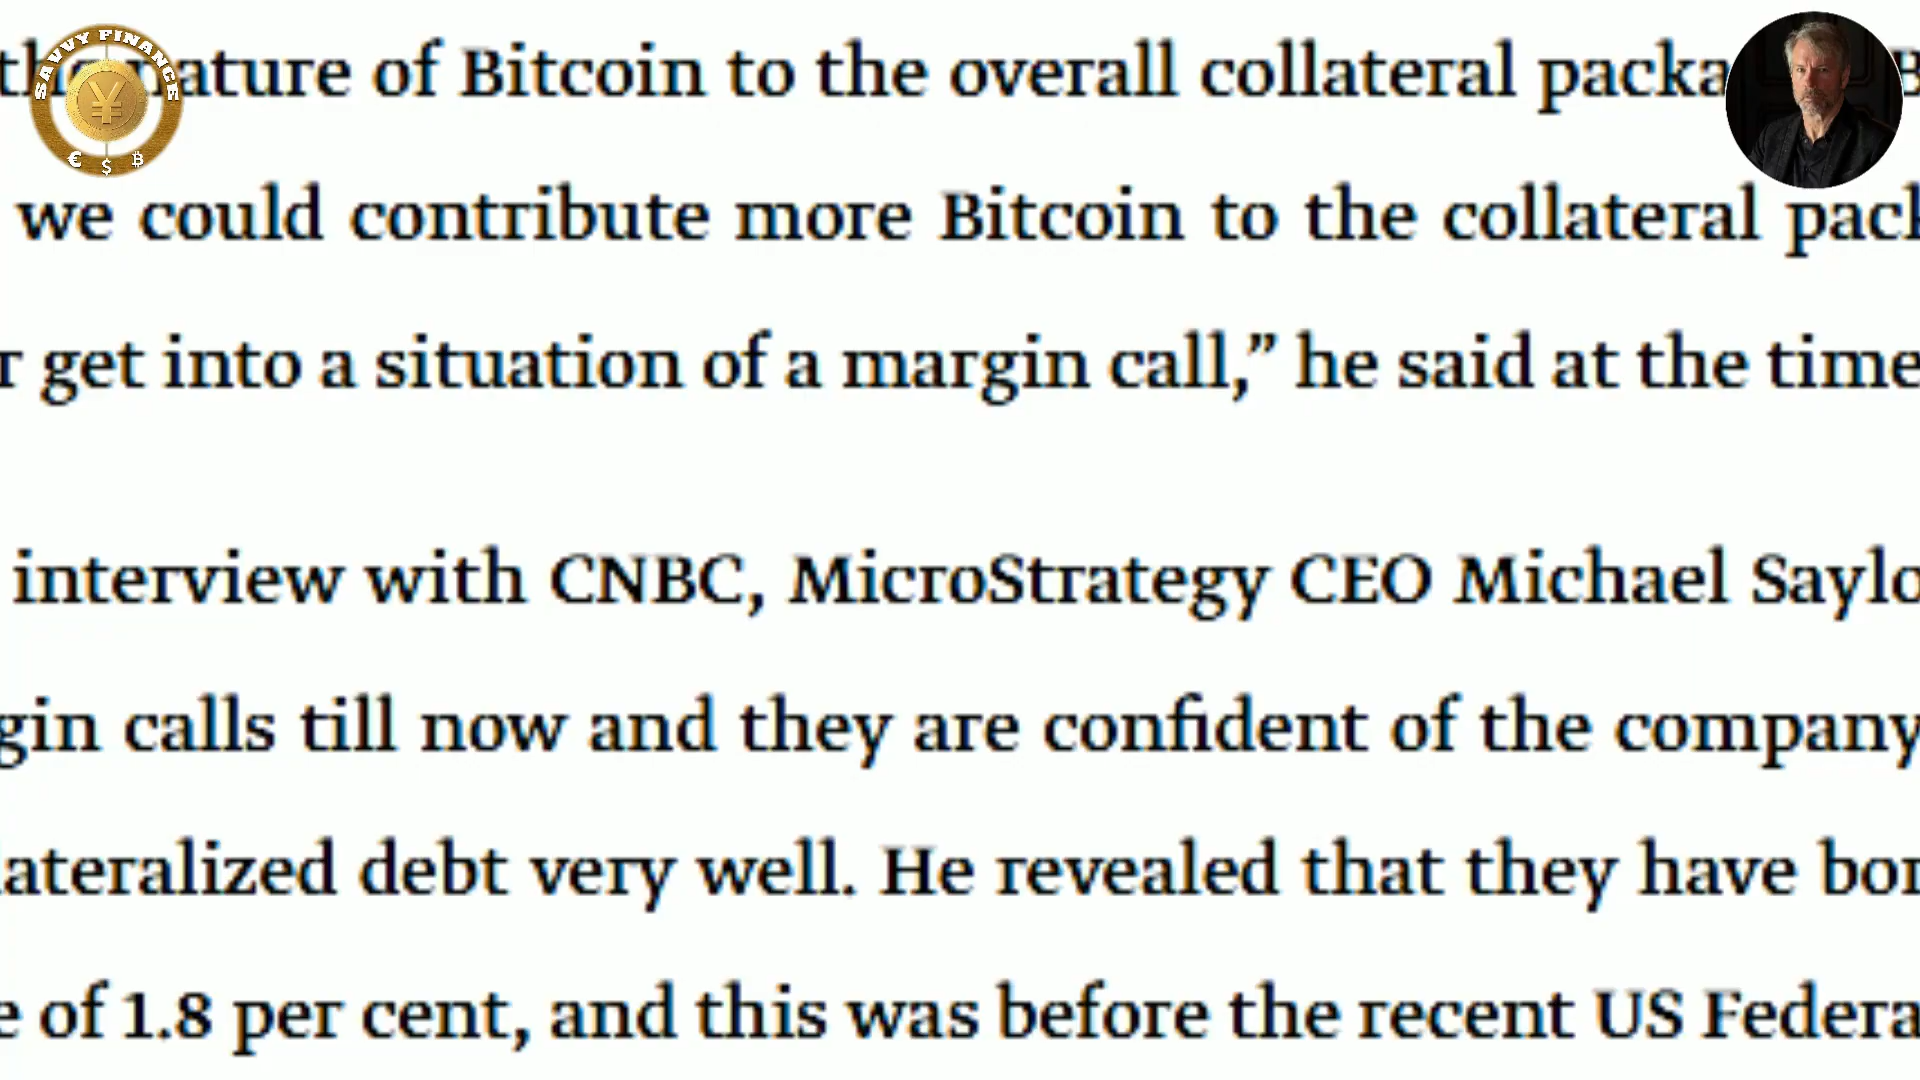 SAVVY FINANCE
¥
€ $ ₿
nature of Bitcoin to the overall collateral packa
we could contribute more Bitcoin to the collateral pack
r get into a situation of a margin call,” he said at the time
interview with CNBC, MicroStrategy CEO Michael Saylo
gin calls till now and they are confident of the company
lateralized debt very well. He revealed that they have bor
e of 1.8 per cent, and this was before the recent US Federa